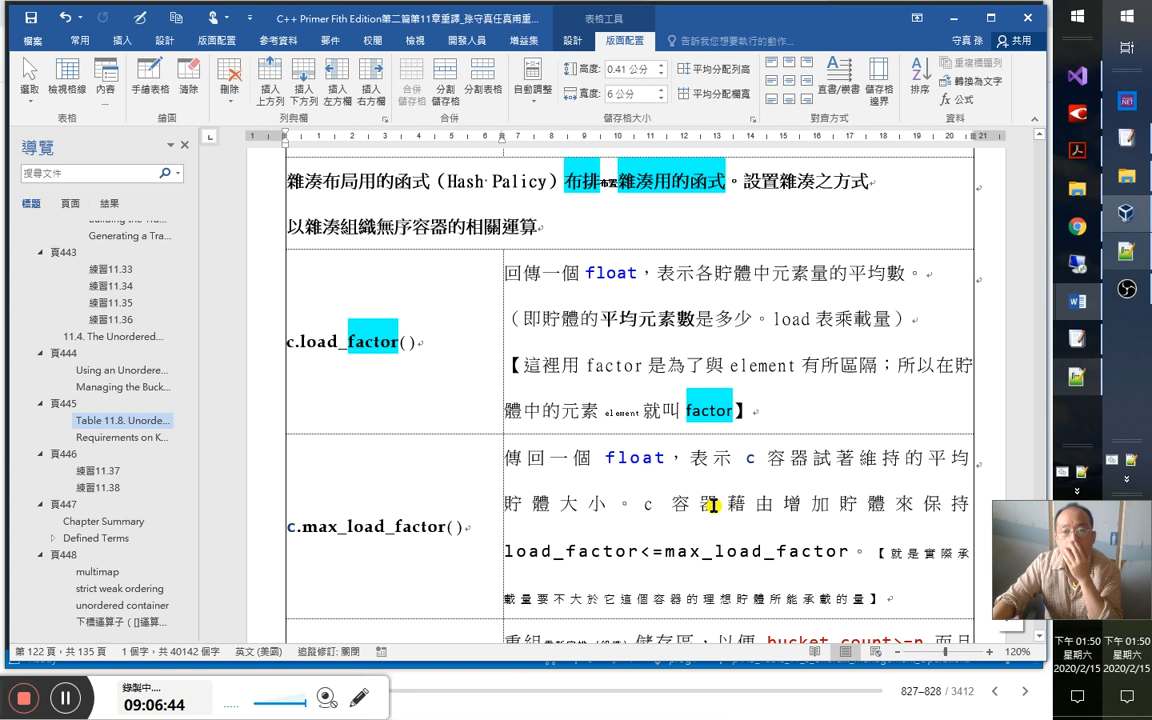 C++ Primer Fith Edition第二篇第11章重譯_孫守真任真甫重...
表格工具
檔案 常用 插入 設計 版面配置 參考資料 郵件 校閱 檢視 開發人員 增益集 設計 版面配置 告訴我您想要執行的動作... 守真 孫 共用
選取 檢視格線 內容 ... 手繪表格 清除 刪除 插入上方列 插入下方列 插入左方欄 插入右方欄 合併儲存格 分割儲存格 分割表格 自動調整 高度: 0.41 公分 平均分配列高 直書/橫書 儲存格邊界 排序 重複標題列
寬度: 6 公分 平均分配欄寬 轉換為文字
公式
表格 繪圖 列與欄 合併 儲存格大小 對齊方式 資料
導覽
搜尋文件
標題 頁面 結果
Generating a Tra...
頁443
練習11.33
練習11.34
練習11.35
練習11.36
11.4. The Unordered...
頁444
Using an Unordere...
Managing the Buck...
頁445
Table 11.8. Unorde...
Requirements on K...
頁446
練習11.37
練習11.38
頁447
Chapter Summary
Defined Terms
頁448
multimap
strict weak ordering
unordered container
下標運算子（[]運算...
雜湊布局用的函式（Hash Palicy）布排布置雜湊用的函式。設置雜湊之方式
以雜湊組織無序容器的相關運算
c.load_factor()
回傳一個 float，表示各貯體中元素量的平均數。
（即貯體的平均元素數是多少。load 表乘載量）
【這裡用 factor 是為了與 element 有所區隔；所以在貯
體中的元素 element 就叫 factor】
c.max_load_factor()
傳回一個 float，表示 c 容器試著維持的平均
貯體大小。c 容器藉由增加貯體來保持
load_factor<=max_load_factor。【就是實際承
載量要不大於它這個容器的理想貯體所能承載的量】
儲存區，以便 bucket_count>=n 而且
第 122 頁，共 135 頁 1 個字，共 40142 個字 英文 (美國) 追蹤修訂: 關閉 120%
錄製中....
09:06:44
827–828 / 3412
下午 01:50
星期六
2020/2/15
下午 01:50
星期六
2020/2/15